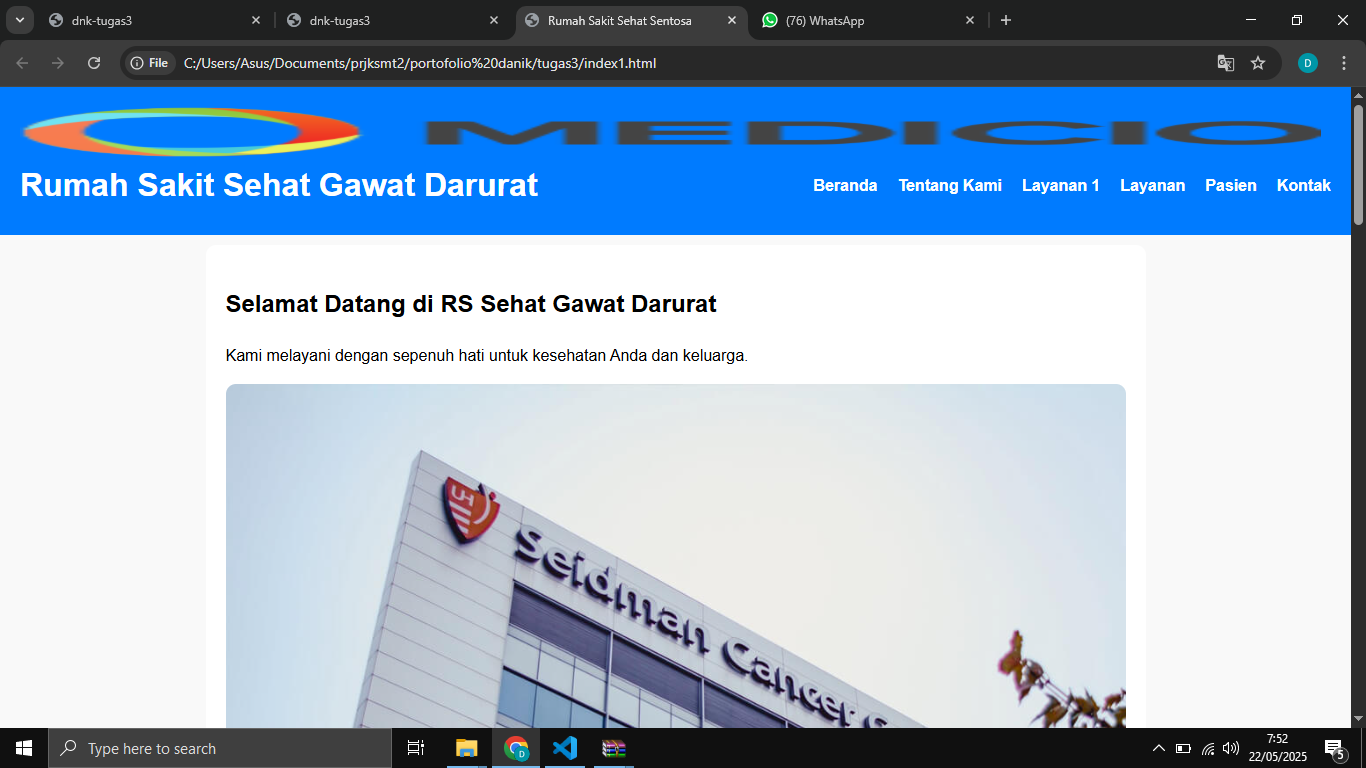 dnk-tugas3
dnk-tugas3
Rumah Sakit Sehat Sentosa
(76) WhatsApp
File
C:/Users/Asus/Documents/prjksmt2/portofolio%20danik/tugas3/index1.html
D
MEDICIO
Rumah Sakit Sehat Gawat Darurat
Beranda Tentang Kami Layanan 1 Layanan Pasien Kontak
Selamat Datang di RS Sehat Gawat Darurat
Kami melayani dengan sepenuh hati untuk kesehatan Anda dan keluarga.
UH
Seidman Cancer
Type here to search
D
7:52
22/05/2025
5